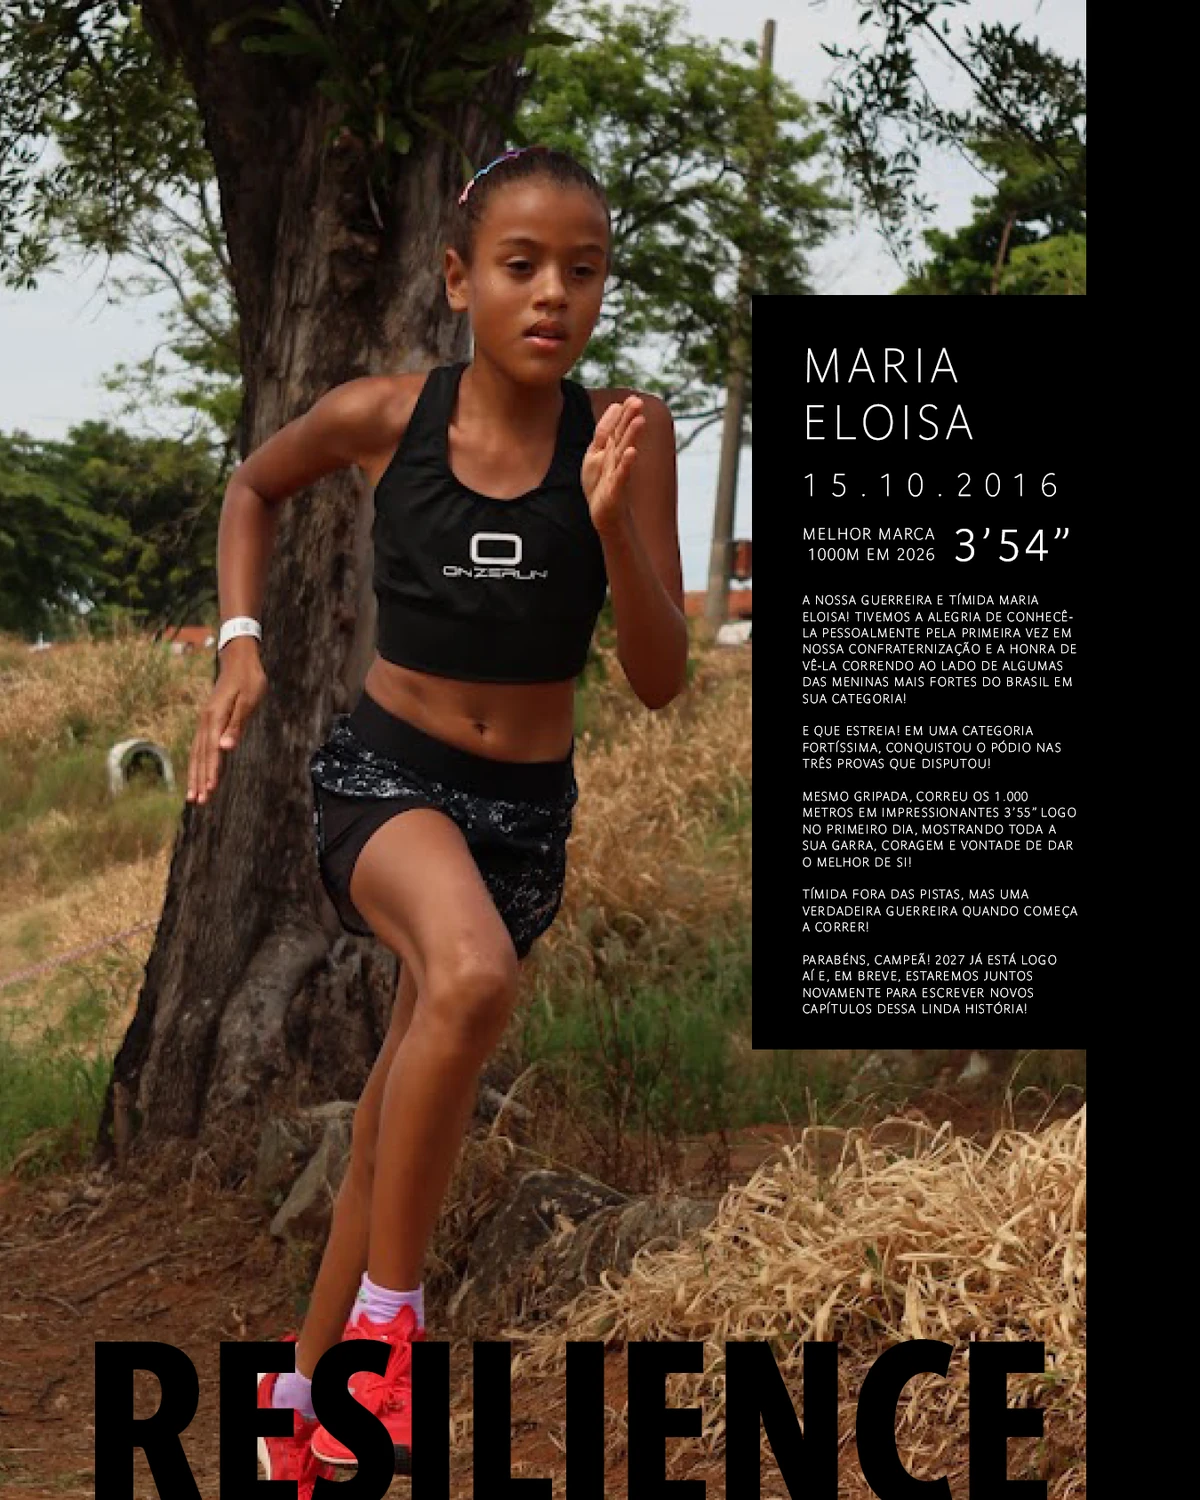 MARIA
ELOISA
15.10.2016
MELHOR MARCA
1000M EM 2026
3’54”
A NOSSA GUERREIRA E TÍMIDA MARIA
ELOISA! TIVEMOS A ALEGRIA DE CONHECÊ-
LA PESSOALMENTE PELA PRIMEIRA VEZ EM
NOSSA CONFRATERNIZAÇÃO E A HONRA DE
VÊ-LA CORRENDO AO LADO DE ALGUMAS
DAS MENINAS MAIS FORTES DO BRASIL EM
SUA CATEGORIA!
E QUE ESTREIA! EM UMA CATEGORIA
FORTÍSSIMA, CONQUISTOU O PÓDIO NAS
TRÊS PROVAS QUE DISPUTOU!
MESMO GRIPADA, CORREU OS 1.000
METROS EM IMPRESSIONANTES 3’55” LOGO
NO PRIMEIRO DIA, MOSTRANDO TODA A
SUA GARRA, CORAGEM E VONTADE DE DAR
O MELHOR DE SI!
TÍMIDA FORA DAS PISTAS, MAS UMA
VERDADEIRA GUERREIRA QUANDO COMEÇA
A CORRER!
PARABÉNS, CAMPEÃ! 2027 JÁ ESTÁ LOGO
AÍ E, EM BREVE, ESTAREMOS JUNTOS
NOVAMENTE PARA ESCREVER NOVOS
CAPÍTULOS DESSA LINDA HISTÓRIA!
ONZERUN
RESILIENCE